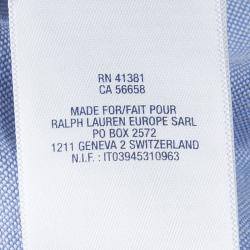 RN 41381
CA 56658
MADE FOR/FAIT POUR
RALPH LAUREN EUROPE SARL
PO BOX 2572
1211 GENEVA 2 SWITZERLAND
N.I.F. : IT03945310963